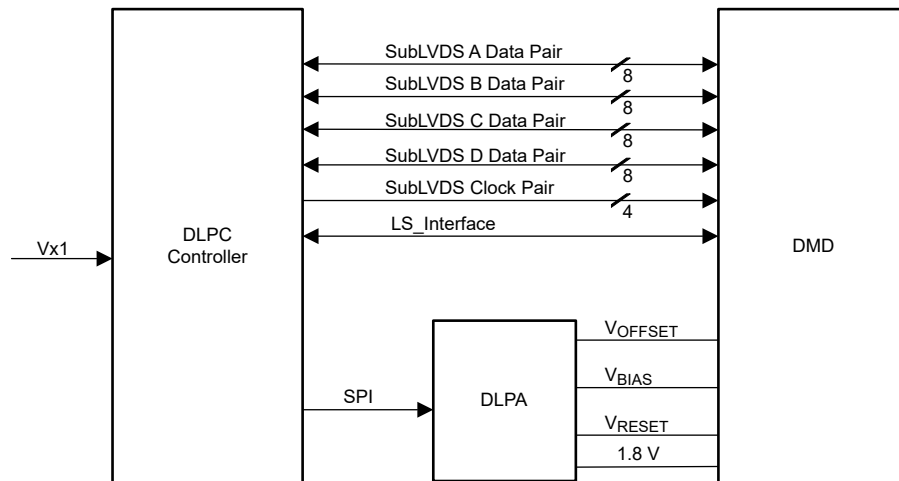 SubLVDS A Data Pair
8
SubLVDS B Data Pair
8
SubLVDS C Data Pair
8
SubLVDS D Data Pair
8
SubLVDS Clock Pair
4
LS_Interface
Vx1
DLPC
Controller
DMD
VOFFSET
VBIAS
SPI
DLPA
VRESET
1.8 V